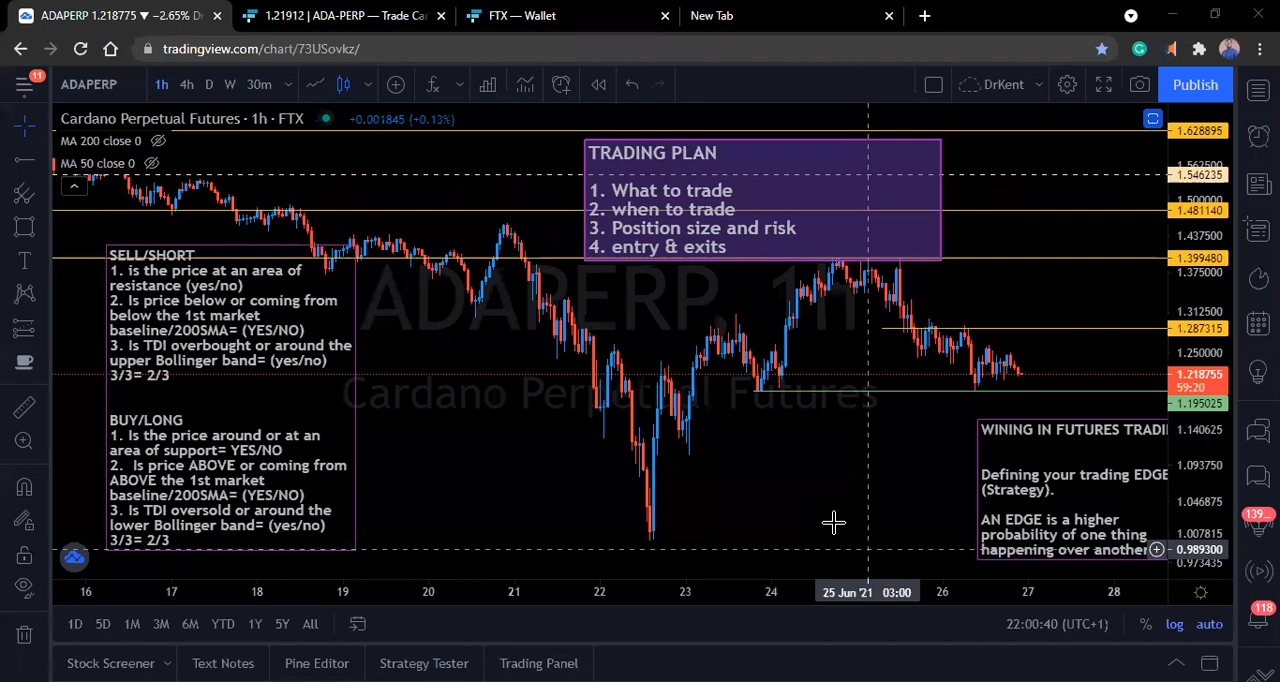 ADAPERP 1.218775 ▼ −2.65% Dr
1.21912 | ADA-PERP — Trade Car
FTX — Wallet
New Tab
tradingview.com/chart/73USovkz/
11
ADAPERP
1h
4h
D
W
30m
DrKent
Publish
Cardano Perpetual Futures · 1h · FTX
+0.001845 (+0.13%)
MA 200 close 0
MA 50 close 0
TRADING PLAN
1. What to trade
2. when to trade
3. Position size and risk
4. entry & exits
SELL/SHORT
1. is the price at an area of
resistance (yes/no)
2. Is price below or coming from
below the 1st market
baseline/200SMA= (YES/NO)
3. Is TDI overbought or around the
upper Bollinger band= (yes/no)
3/3= 2/3
BUY/LONG
1. Is the price around or at an
area of support= YES/NO
2. Is price ABOVE or coming from
ABOVE the 1st market
baseline/200SMA= (YES/NO)
3. Is TDI oversold or around the
lower Bollinger band= (yes/no)
3/3= 2/3
ADAPERP, 1h
Cardano Perpetual Futures
WINING IN FUTURES TRADI
Defining your trading EDGE
(Strategy).
AN EDGE is a higher
probability of one thing
happening over another
1.628895
1.562500
1.546235
1.500000
1.481140
1.437500
1.399480
1.375000
1.312500
1.287315
1.250000
1.218755
59:20
1.195025
1.140625
1.093750
1.046875
1.007815
0.989300
0.973435
139
118
16
17
18
19
20
21
22
23
24
25 Jun '21 03:00
26
27
28
1D
5D
1M
3M
6M
YTD
1Y
5Y
All
22:00:40 (UTC+1)
%
log
auto
Stock Screener
Text Notes
Pine Editor
Strategy Tester
Trading Panel